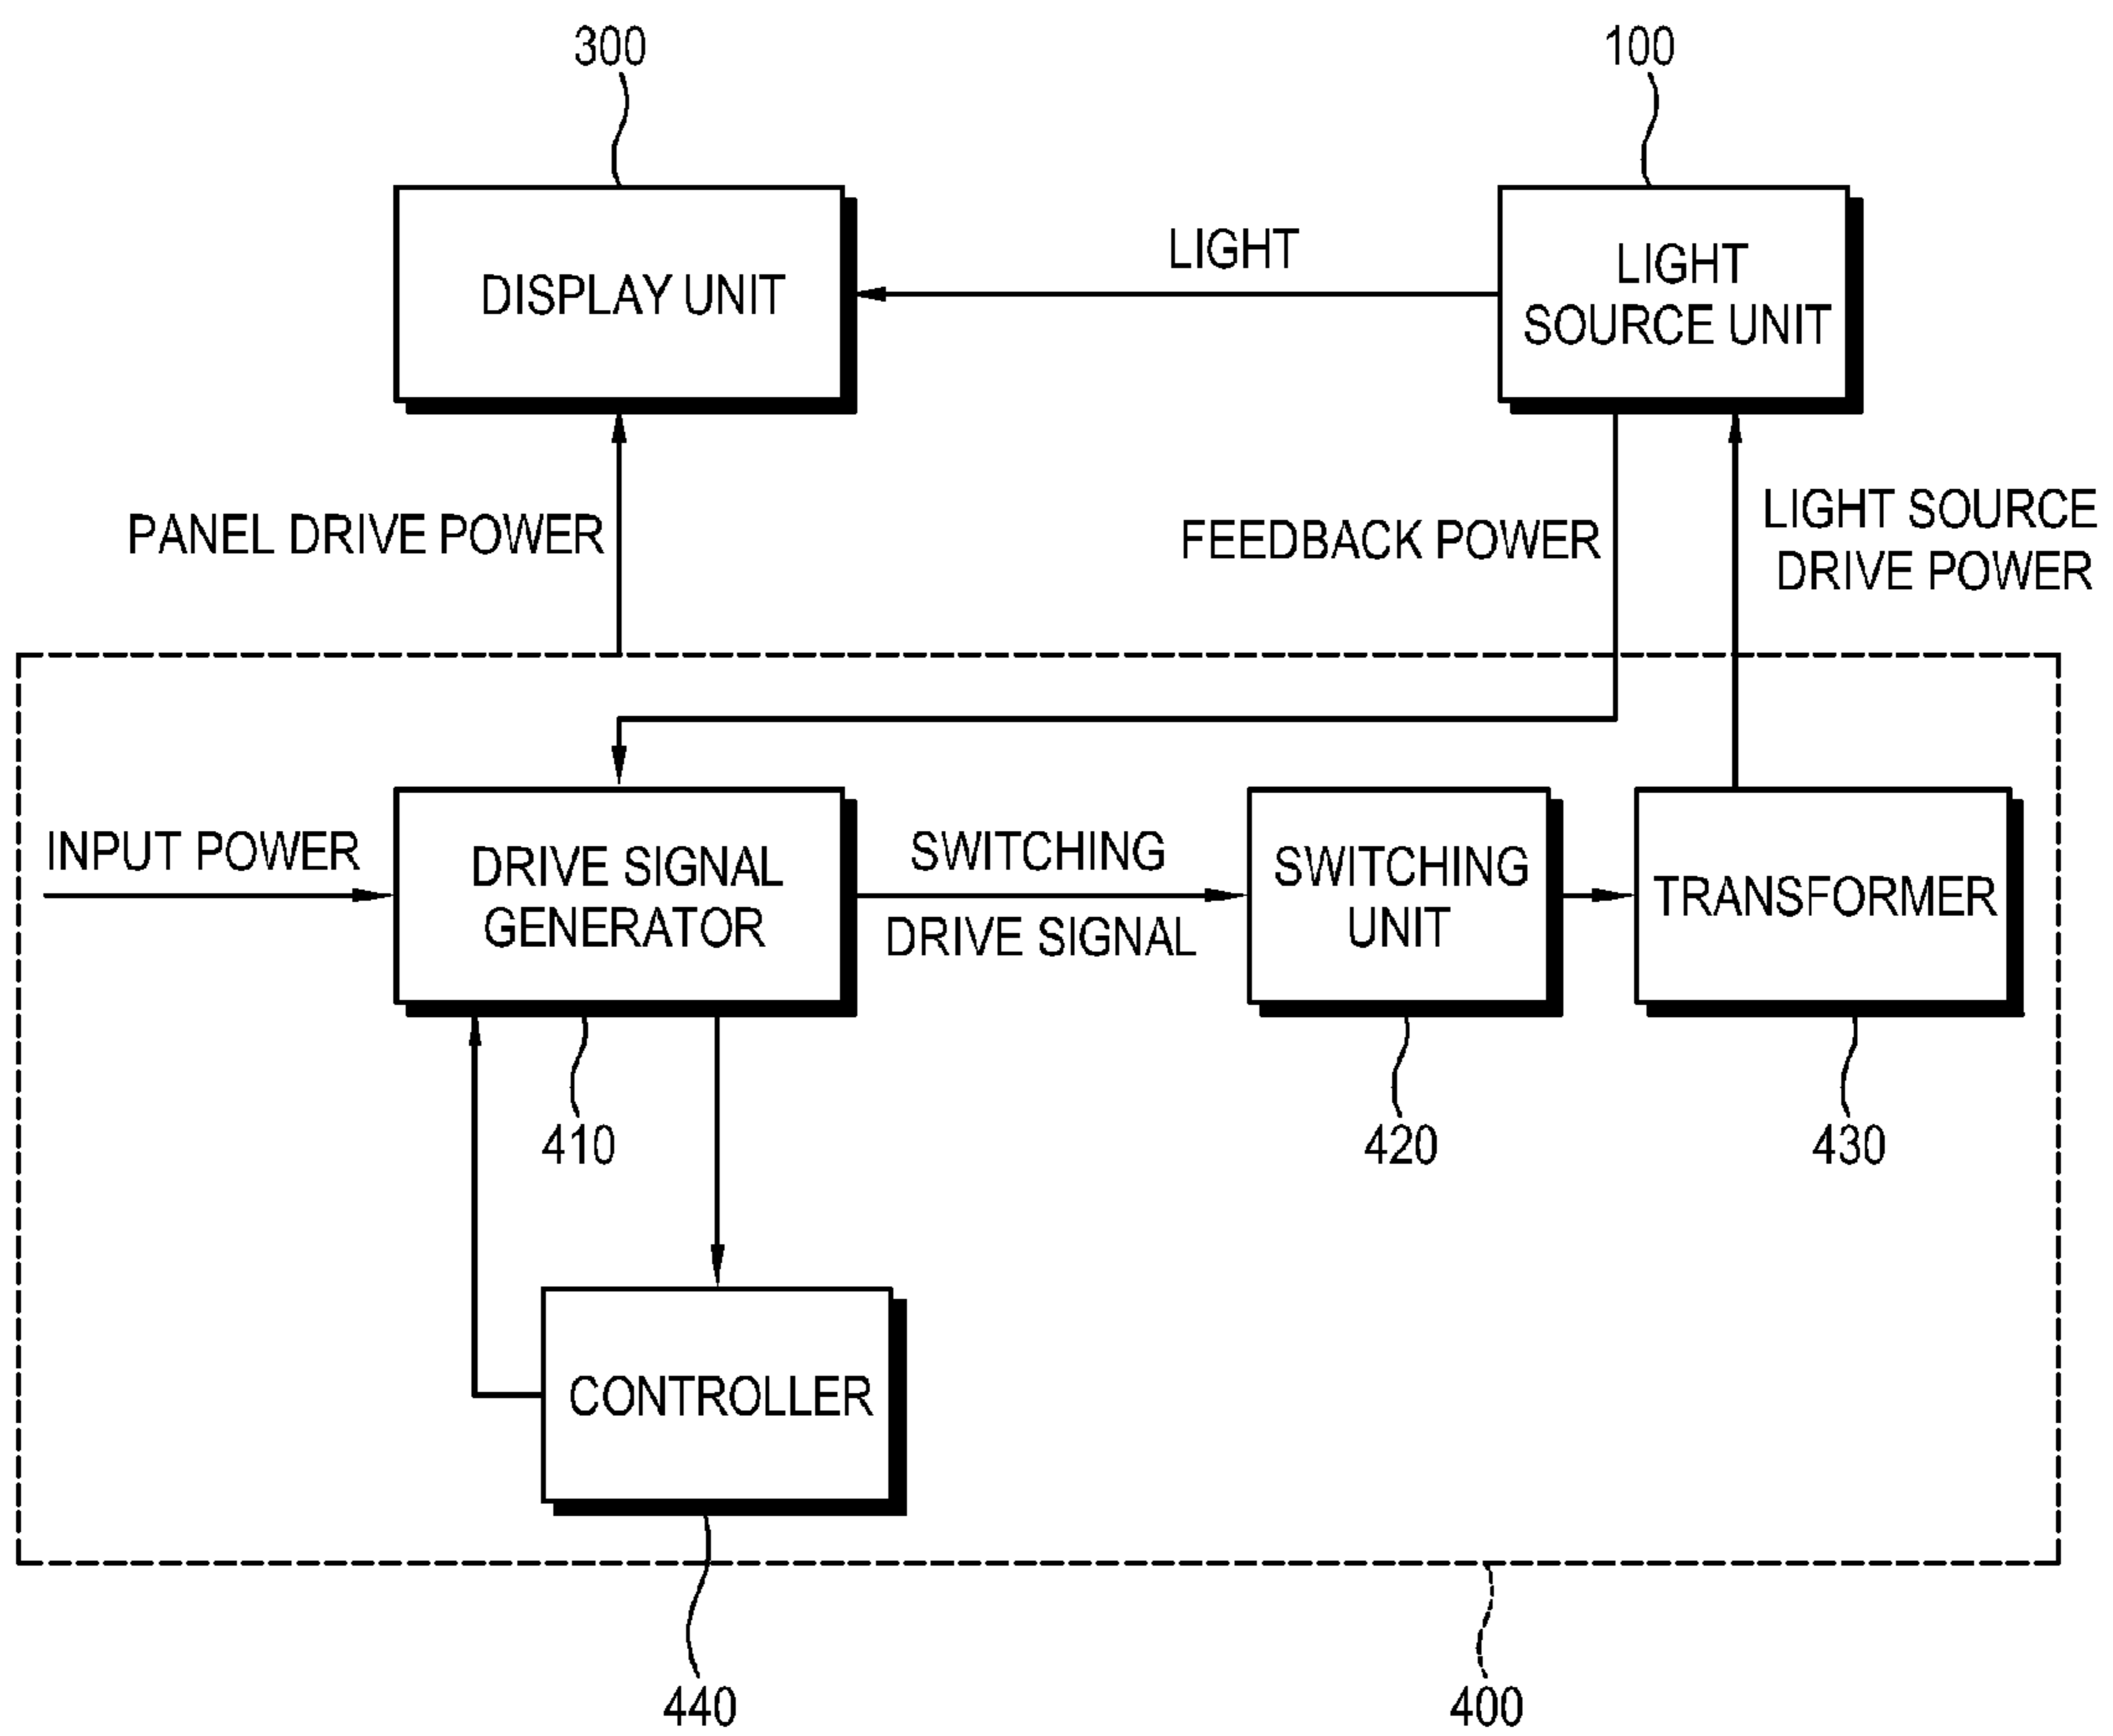 300
100
DISPLAY UNIT
LIGHT
LIGHT
SOURCE UNIT
PANEL DRIVE POWER
FEEDBACK POWER
LIGHT SOURCE
DRIVE POWER
INPUT POWER
DRIVE SIGNAL
GENERATOR
SWITCHING
DRIVE SIGNAL
SWITCHING
UNIT
TRANSFORMER
410
420
430
CONTROLLER
440
400